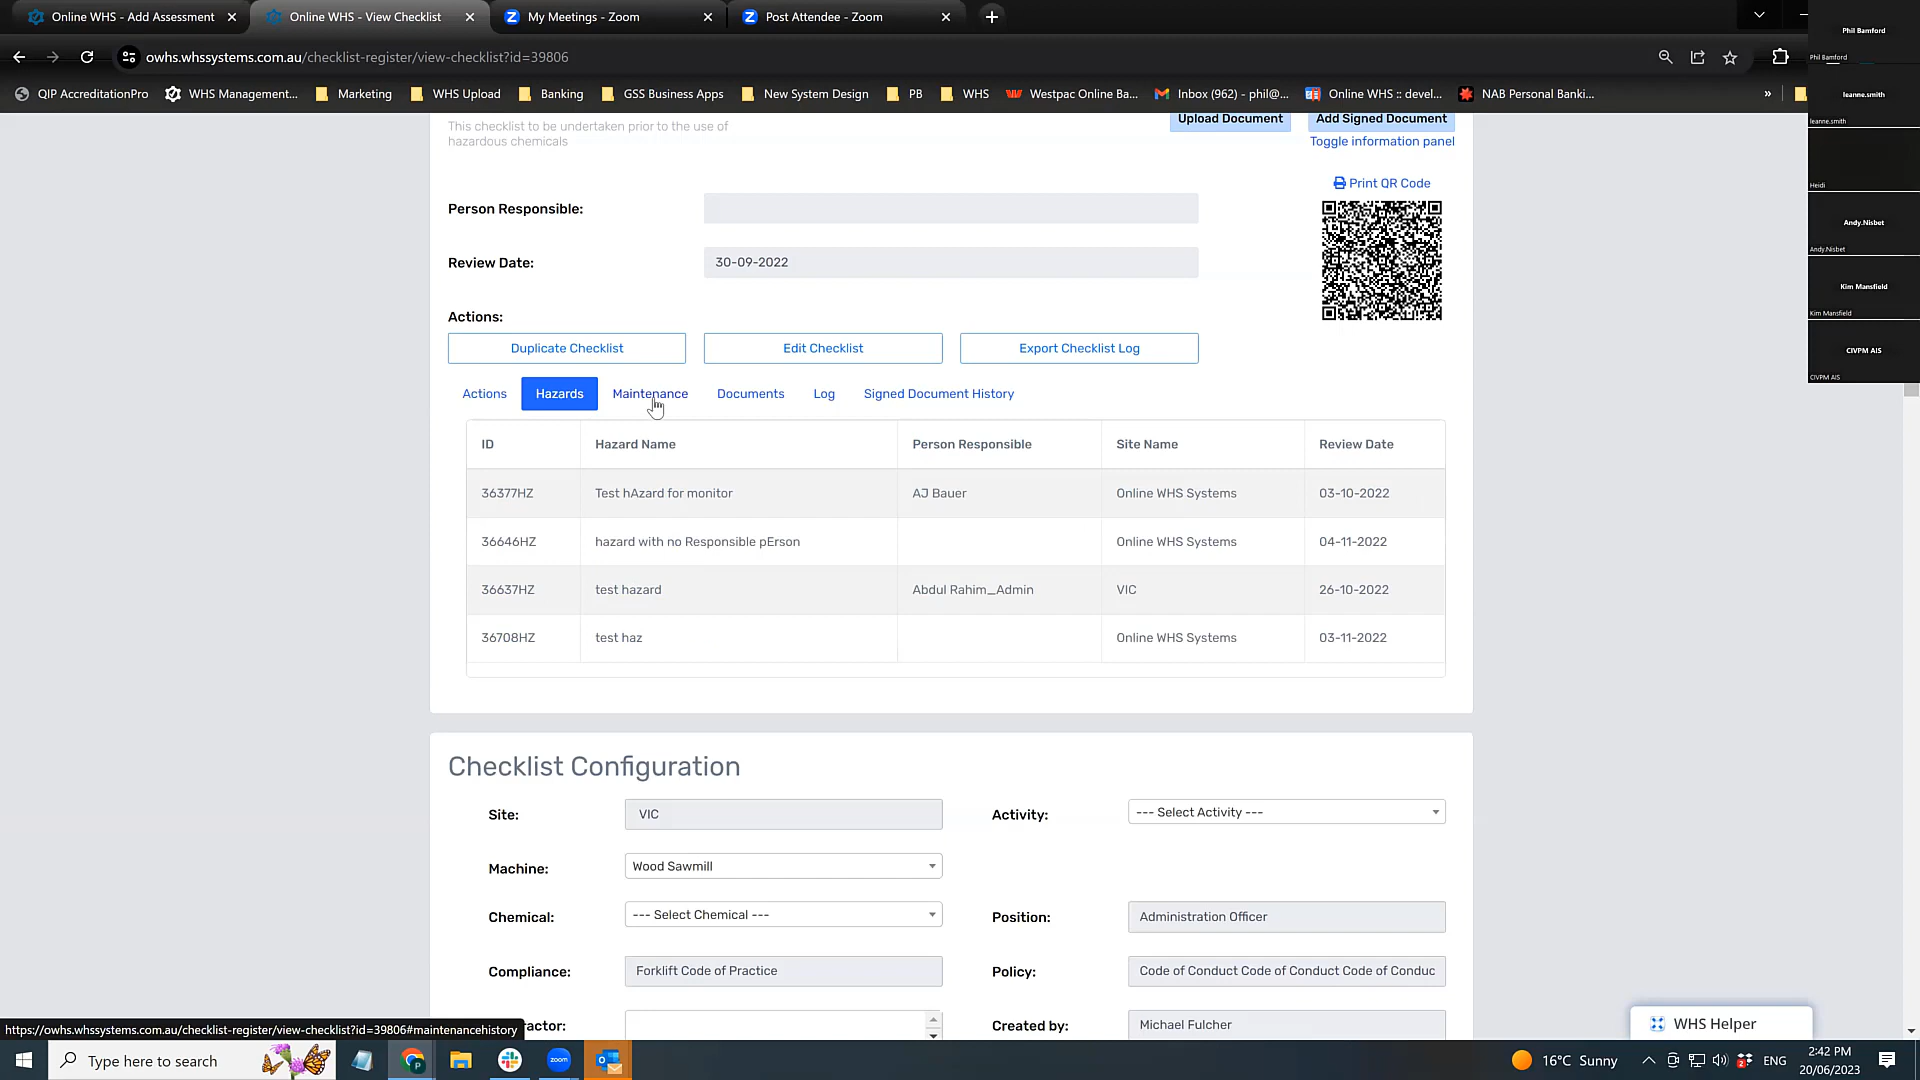 Online WHS - Add Assessment
Online WHS - View Checklist
My Meetings - Zoom
Post Attendee - Zoom
owhs.whssystems.com.au/checklist-register/view-checklist?id=39806
QIP AccreditationPro
WHS Management...
Marketing
WHS Upload
Banking
GSS Business Apps
New System Design
PB
WHS
Westpac Online Ba...
Inbox (962) - phil@...
Online WHS :: devel...
NAB Personal Banki...
»
Phil Bamford
Phil Bamford
leanne.smith
leanne.smith
Heidi
Andy.Nisbet
Andy.Nisbet
Kim Mansfield
Kim Mansfield
CIVPM AIS
CIVPM AIS
This checklist to be undertaken prior to the use of
hazardous chemicals
Upload Document
Add Signed Document
Toggle information panel
Print QR Code
Person Responsible:
Review Date:
30-09-2022
Actions:
Duplicate Checklist
Edit Checklist
Export Checklist Log
Actions
Hazards
Maintenance
Documents
Log
Signed Document History
ID
Hazard Name
Person Responsible
Site Name
Review Date
36377HZ
Test hAzard for monitor
AJ Bauer
Online WHS Systems
03-10-2022
36646HZ
hazard with no Responsible pErson
Online WHS Systems
04-11-2022
36637HZ
test hazard
Abdul Rahim_Admin
VIC
26-10-2022
36708HZ
test haz
Online WHS Systems
03-11-2022
Checklist Configuration
Site:
VIC
Activity:
--- Select Activity ---
Machine:
Wood Sawmill
Chemical:
--- Select Chemical ---
Position:
Administration Officer
Compliance:
Forklift Code of Practice
Policy:
Code of Conduct Code of Conduct Code of Conduc
ractor:
Created by:
Michael Fulcher
WHS Helper
https://owhs.whssystems.com.au/checklist-register/view-checklist?id=39806#maintenancehistory
Type here to search
zoom
16°C Sunny
ENG
2:42 PM
20/06/2023